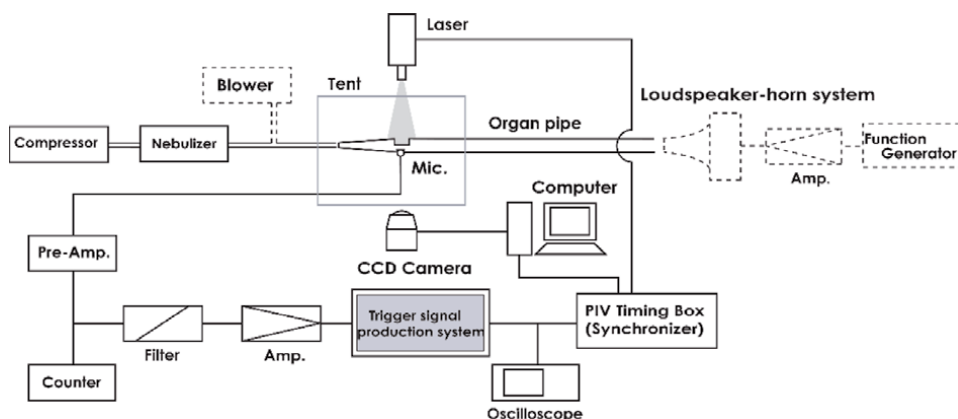 Laser
Blower
Tent
Loudspeaker-horn system
Compressor
Nebulizer
Organ pipe
Function
Generator
Mic.
Amp.
Computer
Pre-Amp.
CCD Camera
Trigger signal
production system
PIV Timing Box
(Synchronizer)
Filter
Amp.
Counter
Oscilloscope